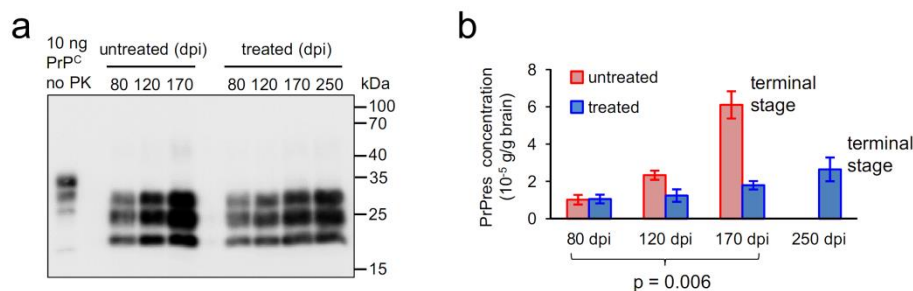 a
10 ng
PrPC
no PK
untreated (dpi)
80 120 170
treated (dpi)
80 120 170 250
kDa
100
70
40
35
25
15
b
PrPres concentration
(10-5 g/g brain)
8
6
4
2
0
untreated
treated
terminal
stage
terminal
stage
80 dpi
120 dpi
170 dpi
250 dpi
p = 0.006